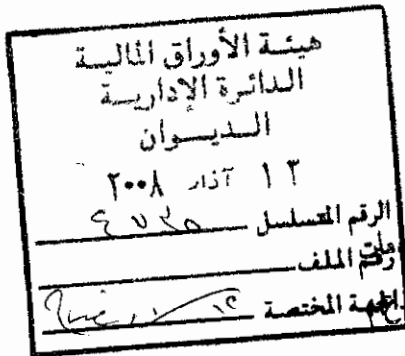 هيئة الأوراق المالية
الدائرة الإدارية
الديوان
١٣ آذار ٢٠٠٨
الرقم المتسلسل
رقم الملف
الجهة المختصة